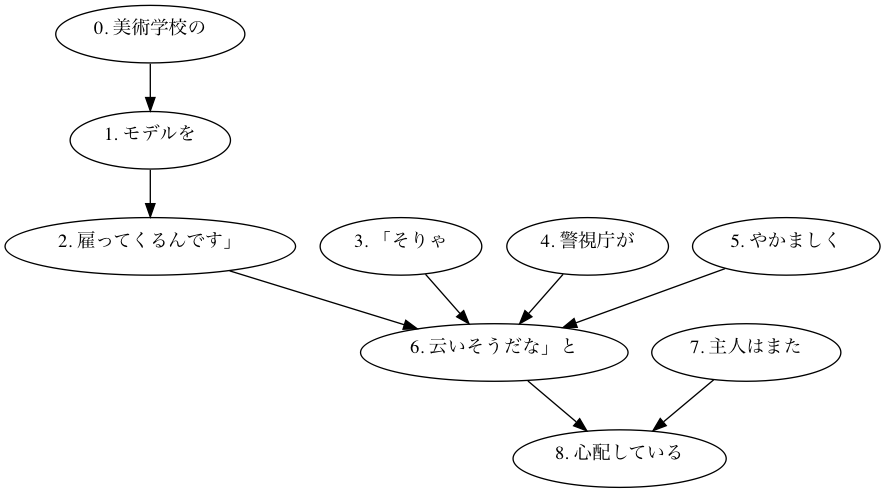 0. 美術学校の
1. モデルを
2. 雇ってくるんです」
3. 「そりゃ
4. 警視庁が
5. やかましく
6. 云いそうだな」と
7. 主人はまた
8. 心配している